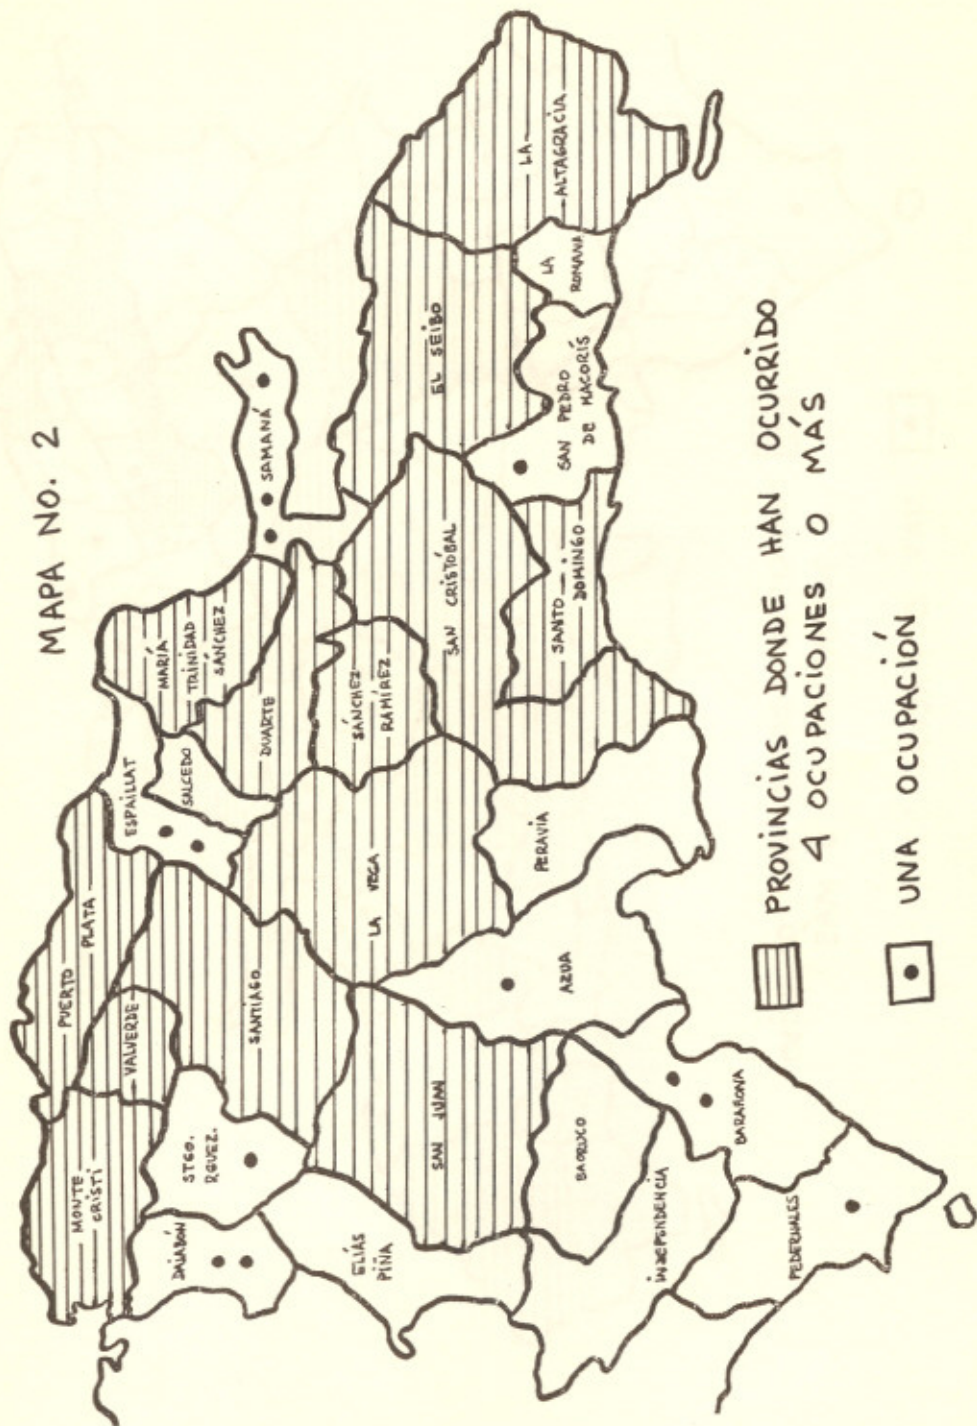 MAPA NO. 2
MONTE
CRISTI
PUERTO
PLATA
VALVERDE
ESPAILLAT
SALCEDO
MARÍA
TRINIDAD
SÁNCHEZ
SAMANÁ
DAJABÓN
STGO.
RGUEZ.
SANTIAGO
DUARTE
SÁNCHEZ
RAMÍREZ
LA VEGA
ELÍAS
PIÑA
SAN JUAN
SAN CRISTÓBAL
EL SEIBO
LA
ALTAGRACIA
LA
ROMANA
SAN PEDRO
DE MACORÍS
SANTO
DOMINGO
PERAVIA
AZUA
BAORUCO
INDEPENDENCIA
BARAHONA
PEDERNALES
PROVINCIAS DONDE HAN OCURRIDO
4 OCUPACIONES O MÁS
UNA OCUPACIÓN